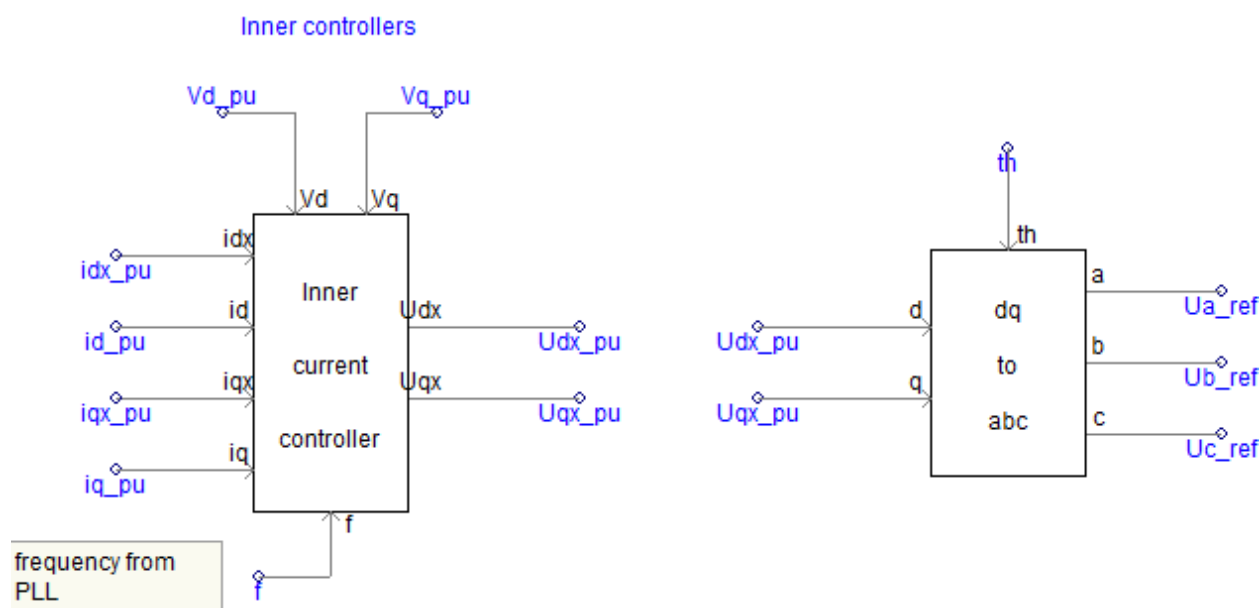 Inner controllers
Vd_pu
Vq_pu
Vd
Vq
idx
idx_pu
id
id_pu
iqx
iqx_pu
iq
iq_pu
Inner
current
controller
Udx
Udx_pu
Uqx
Uqx_pu
f
f
frequency from
PLL
th
th
d
Udx_pu
q
Uqx_pu
dq
to
abc
a
Ua_ref
b
Ub_ref
c
Uc_ref